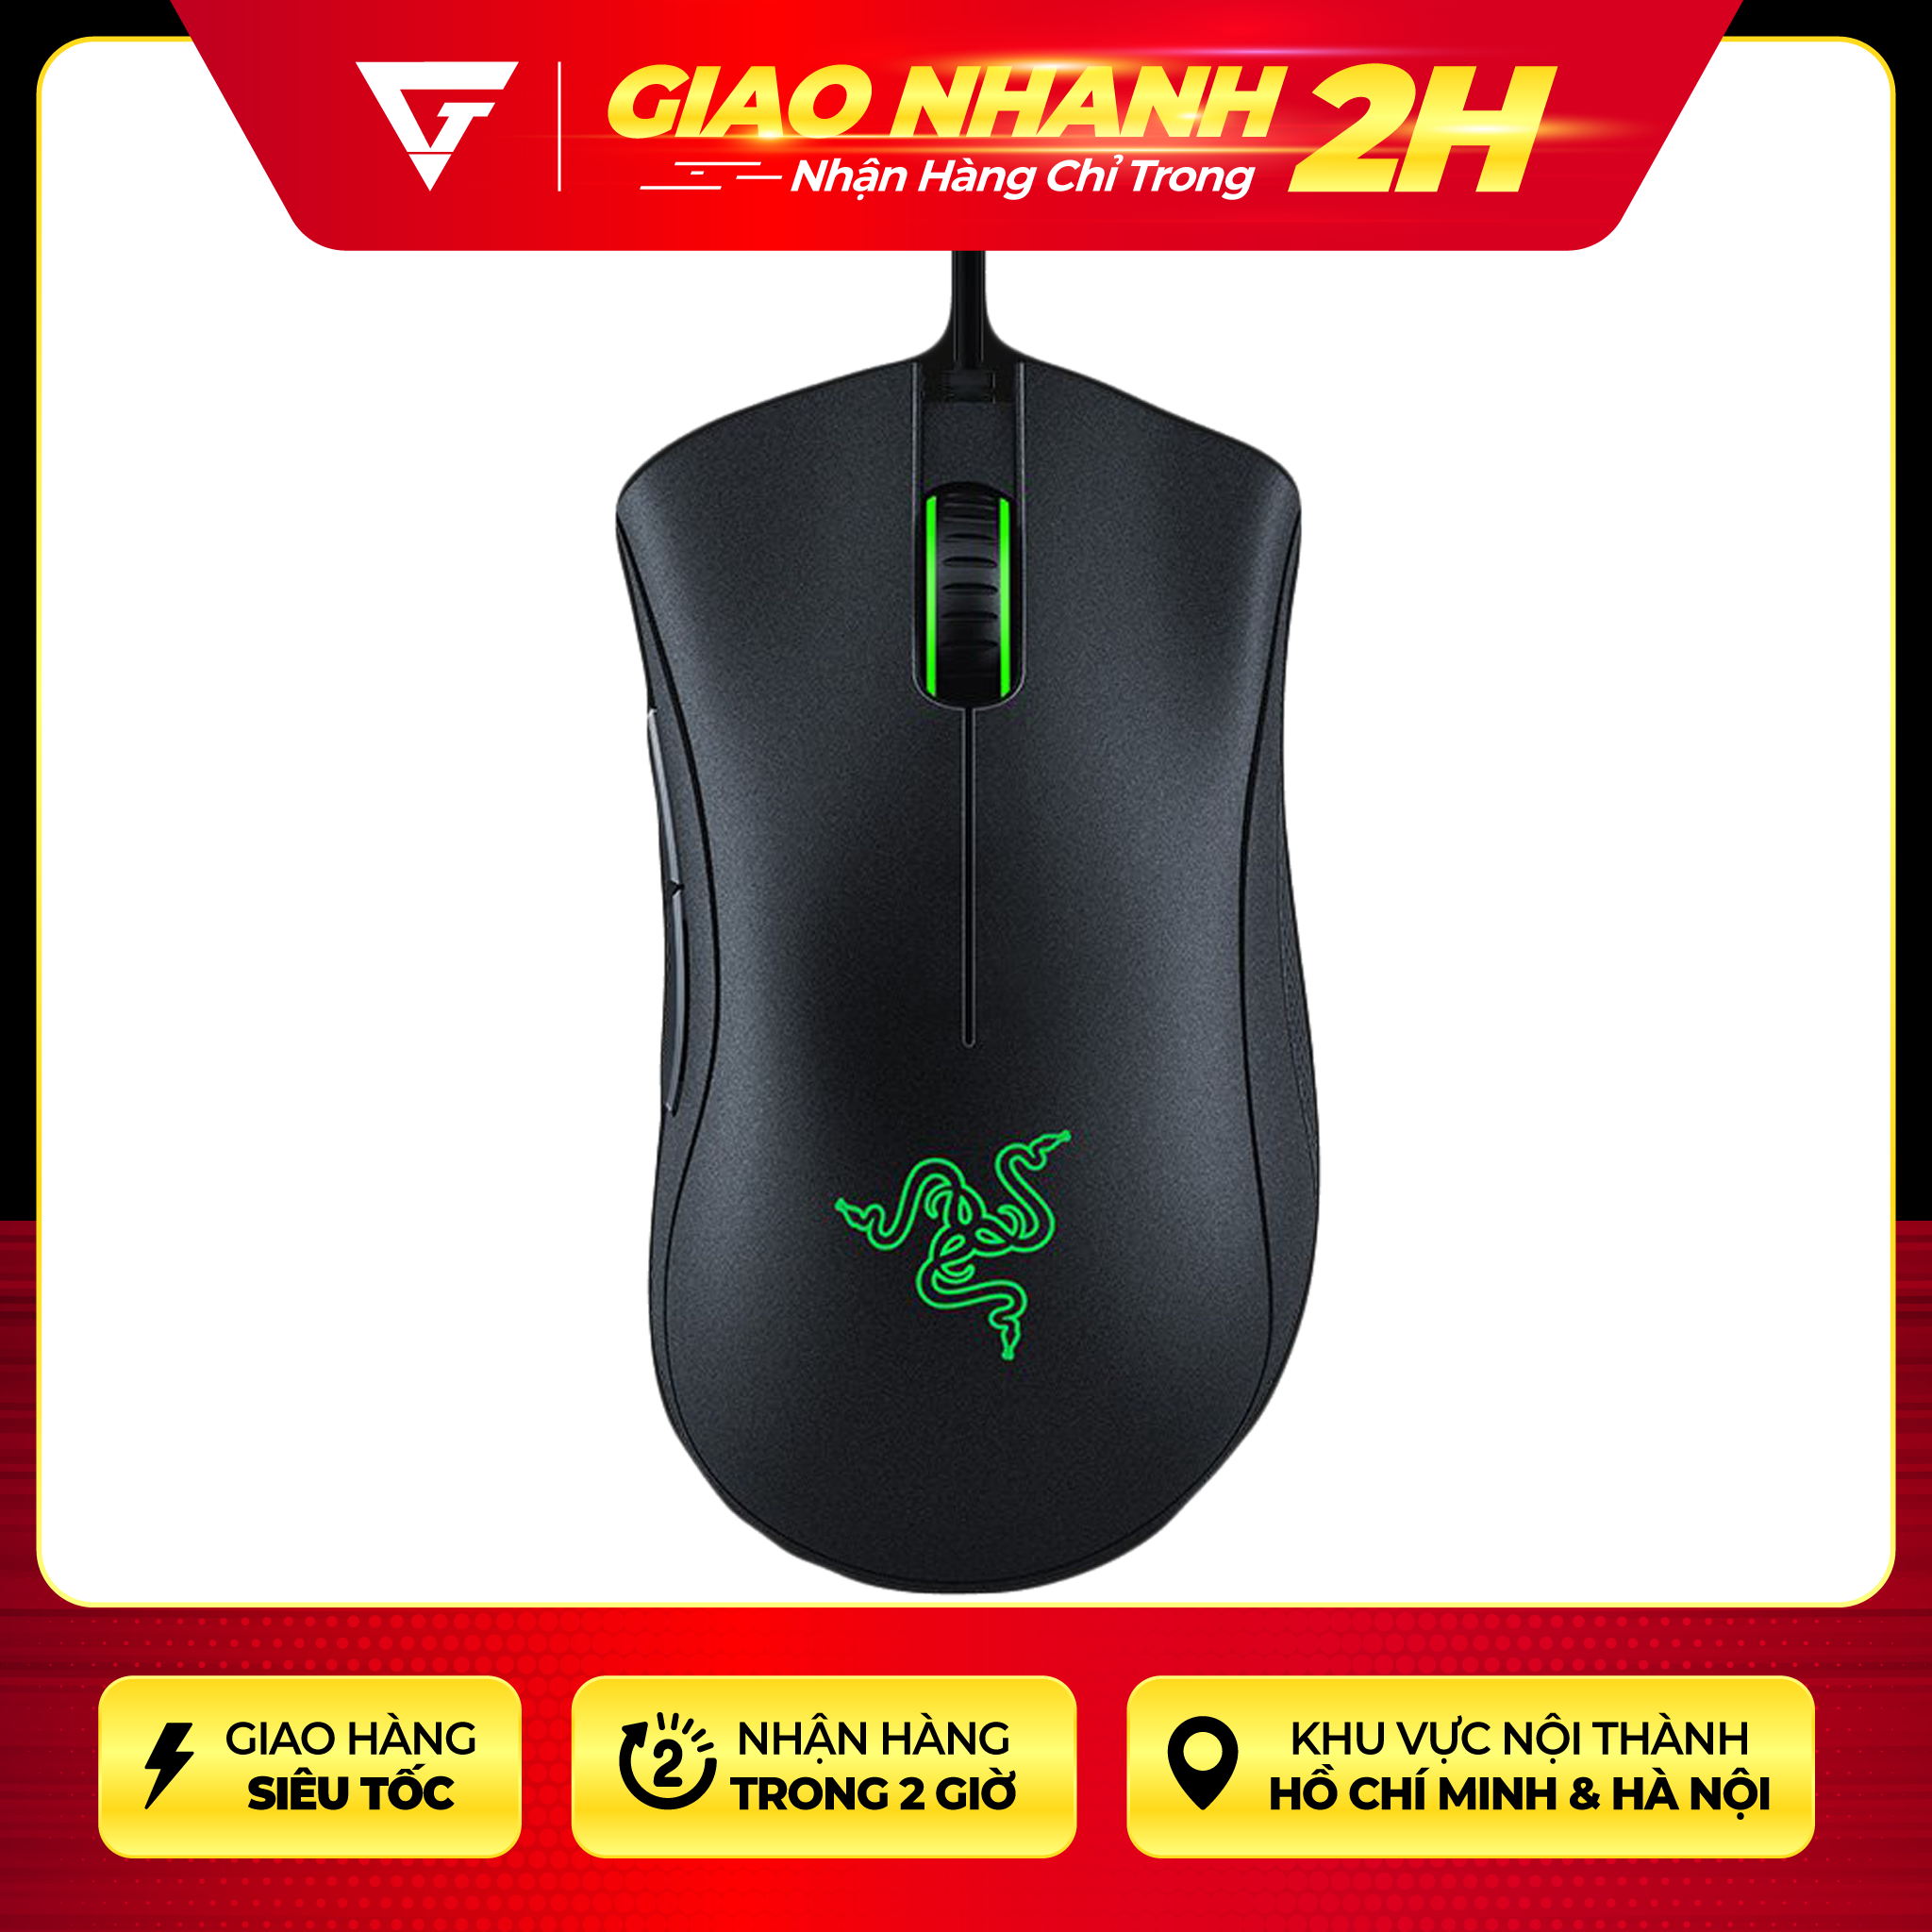 GIAO NHANH 2H
Nhận Hàng Chỉ Trong
GIAO HÀNG
SIÊU TỐC
2
NHẬN HÀNG
TRONG 2 GIỜ
KHU VỰC NỘI THÀNH
HỒ CHÍ MINH & HÀ NỘI